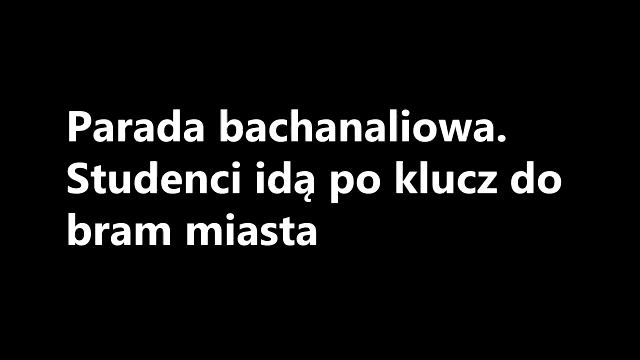 Parada bachanaliowa.
Studenci idą po klucz do
bram miasta